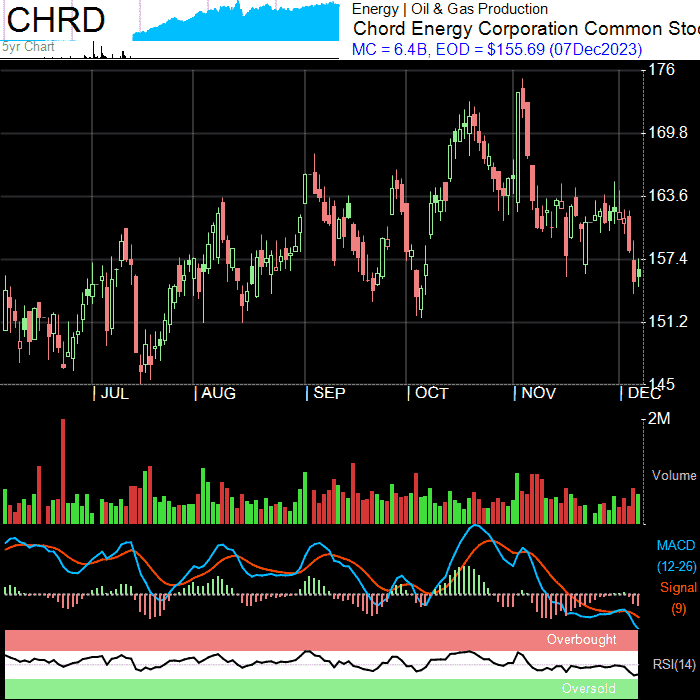 CHRD
5yr Chart
Energy | Oil & Gas Production
Chord Energy Corporation Common Sto
MC = 6.4B, EOD = $155.69 (07Dec2023)
176
169.8
163.6
157.4
151.2
145
| JUL | AUG | SEP | OCT | NOV | DEC
2M
Volume
MACD
(12-26)
Signal
(9)
Overbought
RSI(14)
Oversold